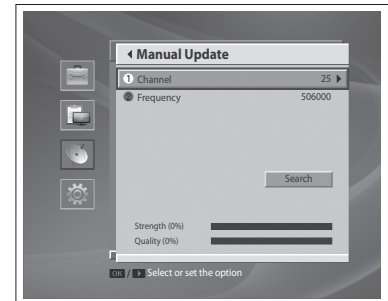 Manual Update
1 Channel 25
2 Frequency 506000
Search
Strength (0%)
Quality (0%)
OK / Select or set the option